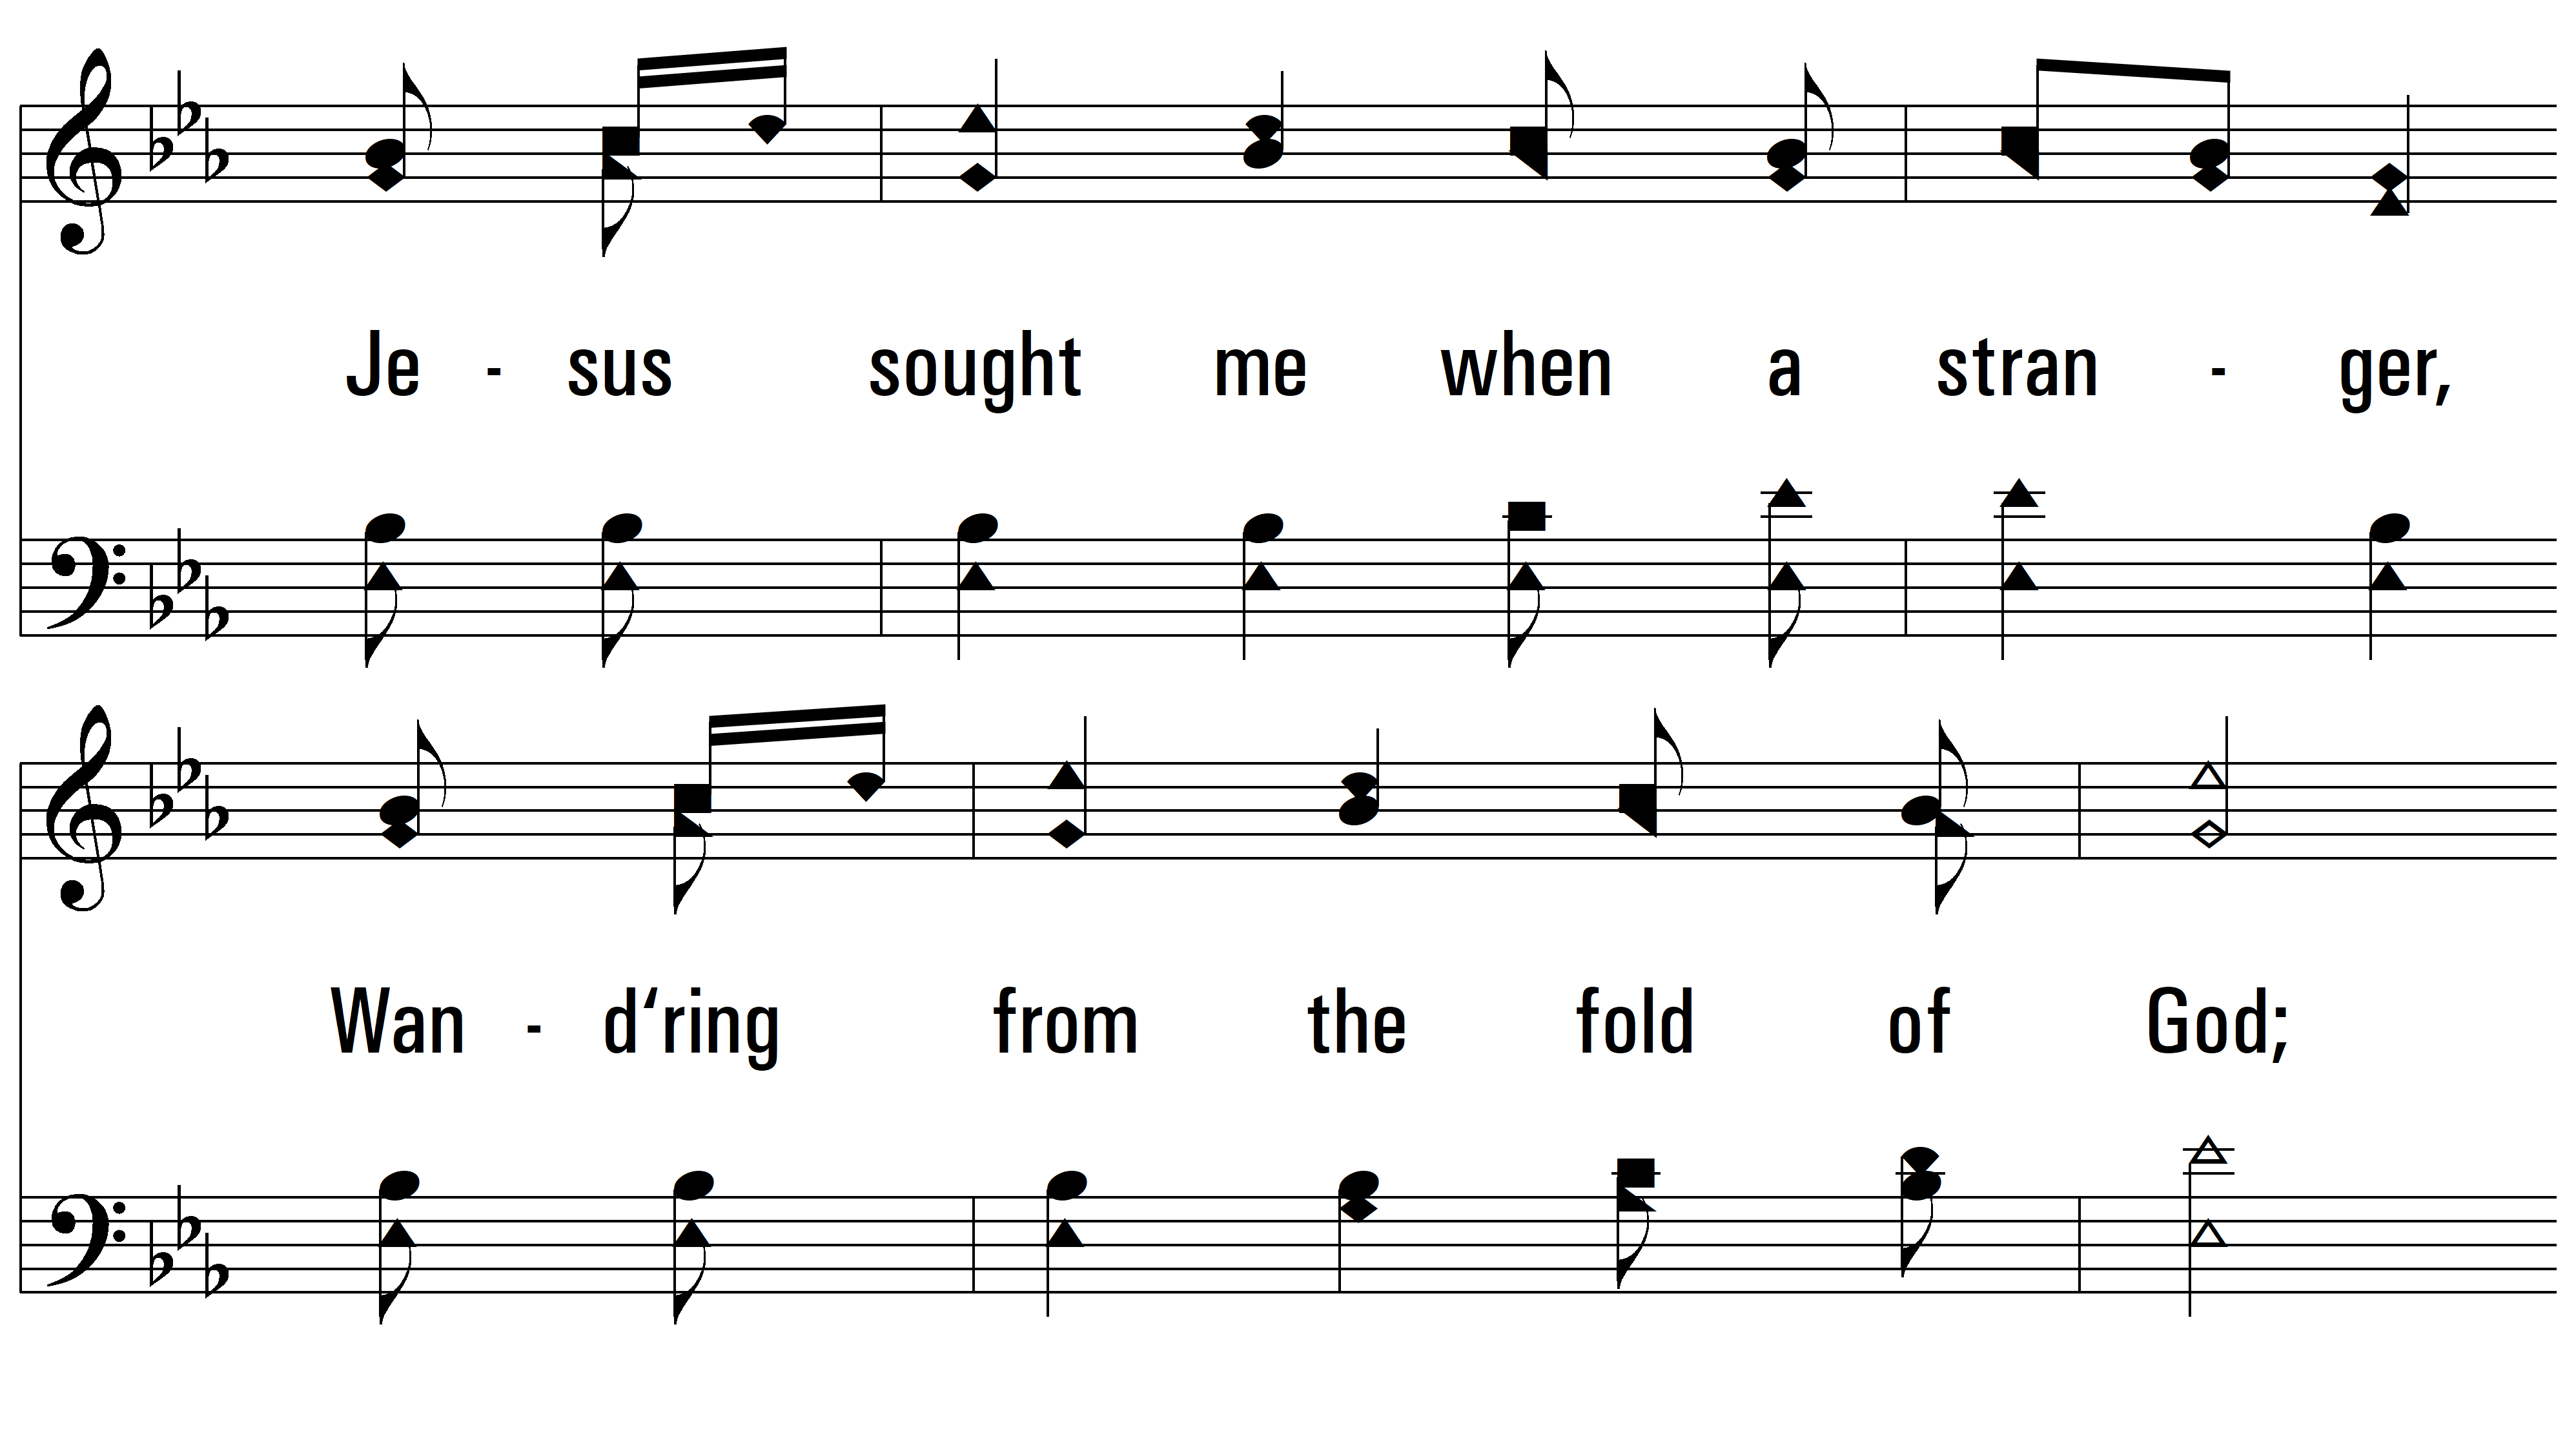 Je - sus sought me when a stran - ger,
Wan - d‘ring from the fold of God;